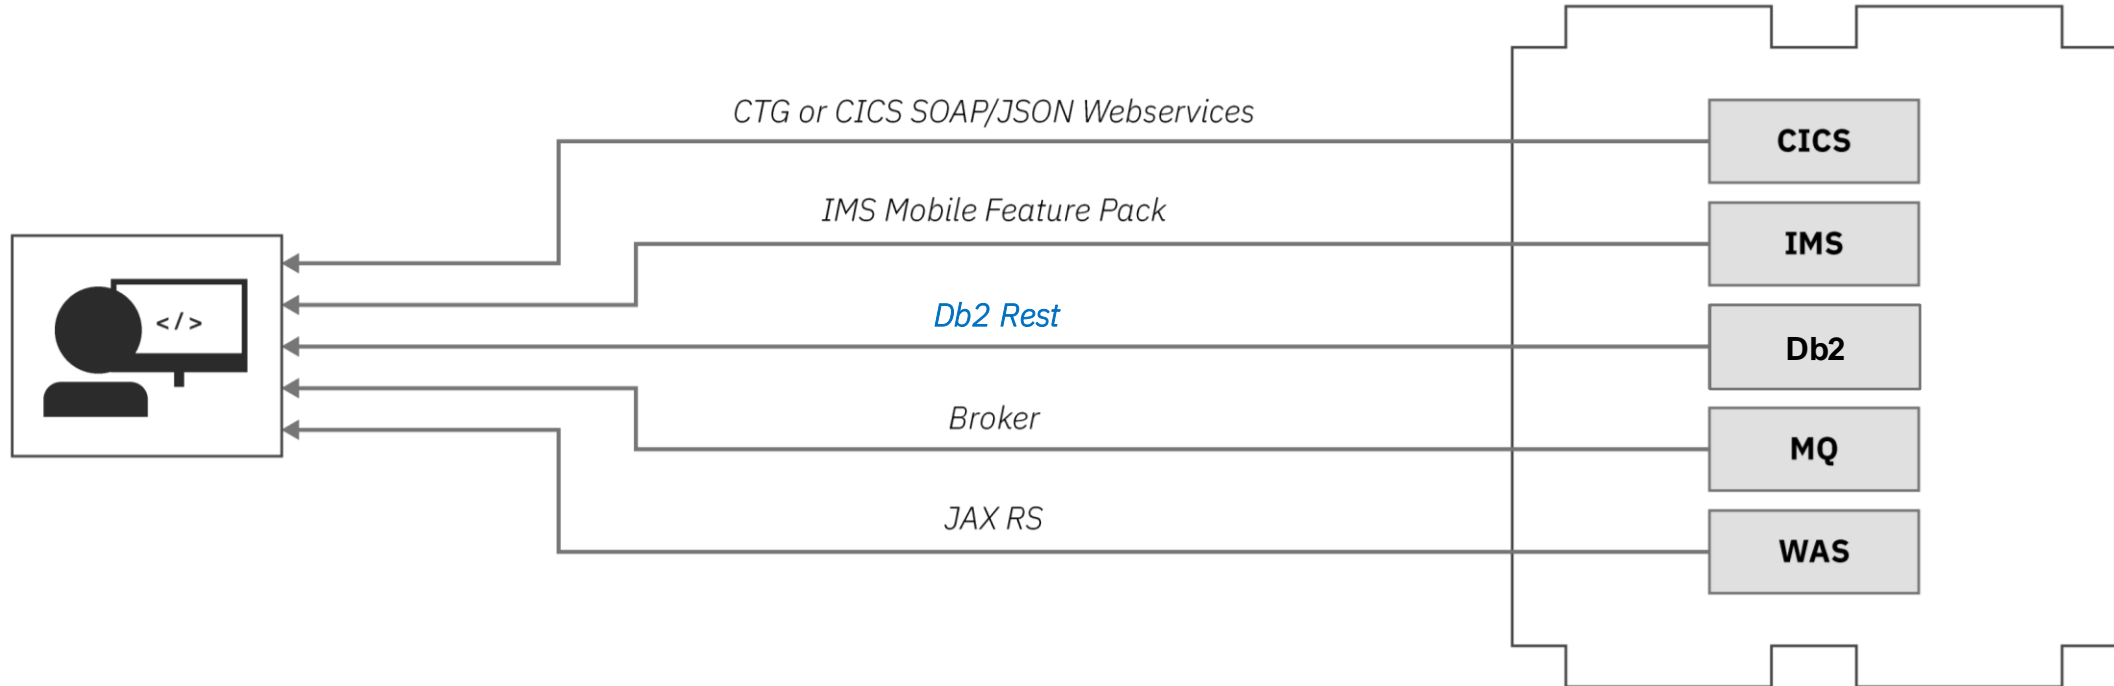 CTG or CICS SOAP/JSON Webservices
CICS
IMS Mobile Feature Pack
IMS
</>
Db2 Rest
Db2
Broker
MQ
JAX RS
WAS